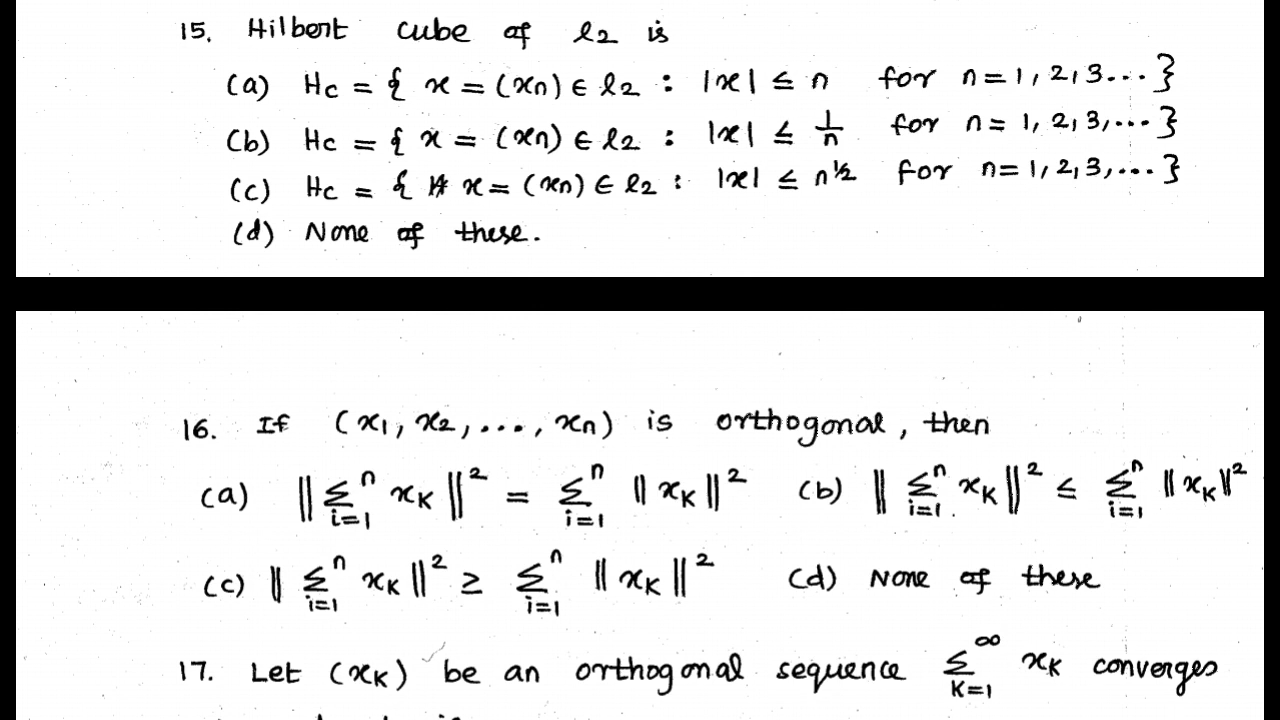 15. Hilbert cube of l2 is
(a) Hc = { x = (xn) ∈ l2 : |x| ≤ n for n=1,2,3...}
(b) Hc = { x = (xn) ∈ l2 : |x| ≤ 1/n for n= 1,2,3,...}
(c) Hc = { x = (xn) ∈ l2 : |x| ≤ n^1/2 for n=1,2,3,...}
(d) None of these.
16. If (x1, x2, ..., xn) is orthogonal, then
(a) ||Σ_{i=1}^n xK||^2 = Σ_{i=1}^n ||xK||^2 (b) ||Σ_{i=1}^n xK||^2 ≤ Σ_{i=1}^n ||xK||^2
(c) ||Σ_{i=1}^n xK||^2 ≥ Σ_{i=1}^n ||xK||^2 (d) None of these
17. Let (xK) be an orthogonal sequence Σ_{K=1}^∞ xK converges